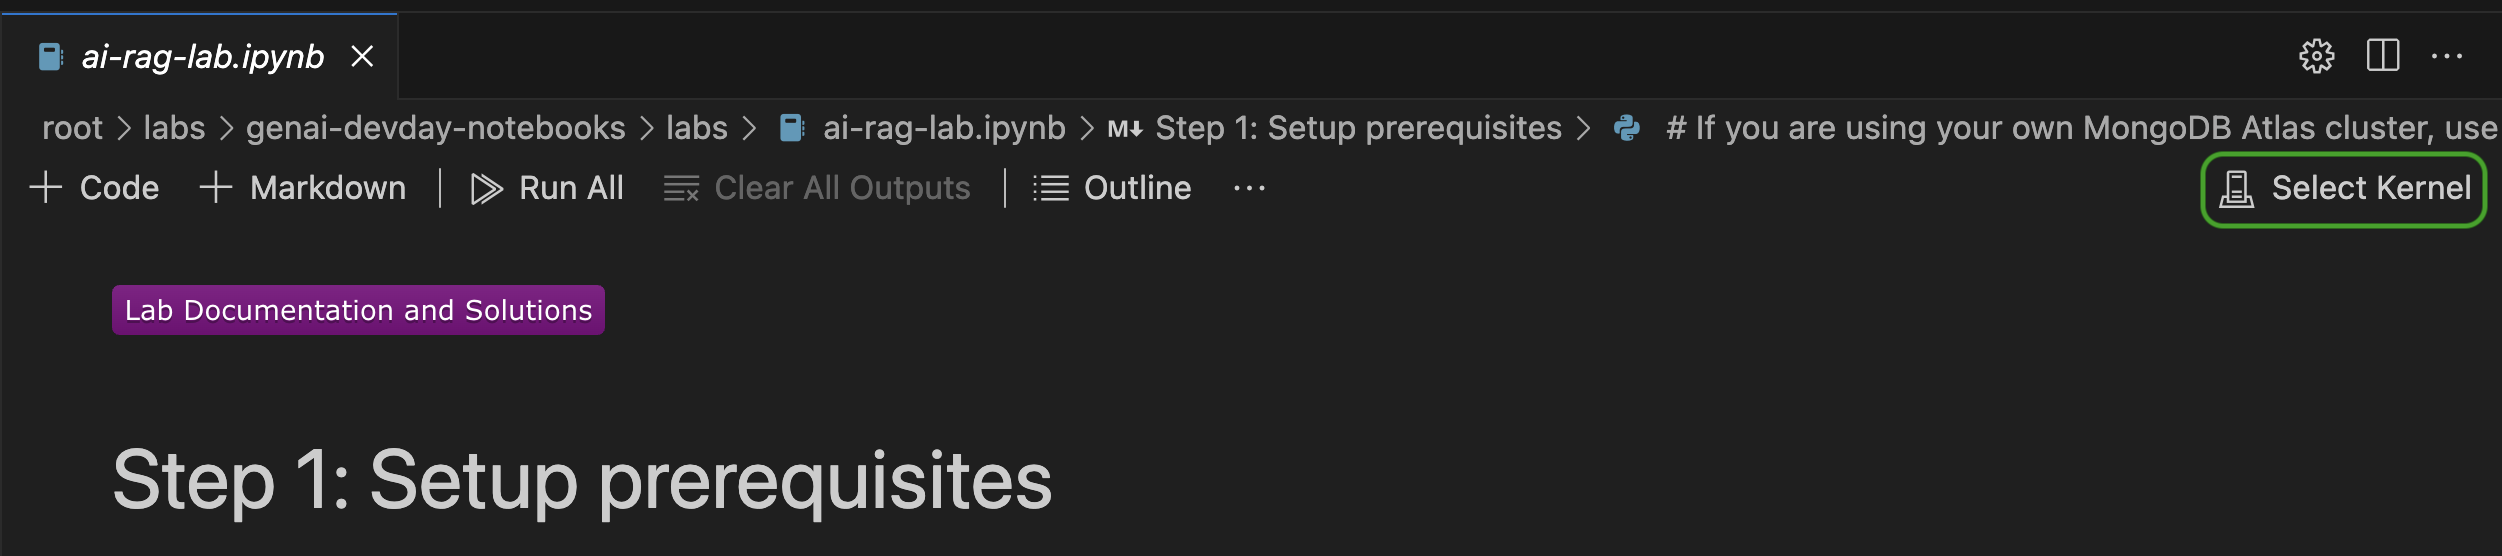 ai-rag-lab.ipynb
root > labs > genai-devday-notebooks > labs > ai-rag-lab.ipynb > M↓ Step 1: Setup prerequisites > # If you are using your own MongoDB Atlas cluster, use
+ Code + Markdown | Run All Clear All Outputs | Outline ... Select Kernel
Lab Documentation and Solutions
Step 1: Setup prerequisites